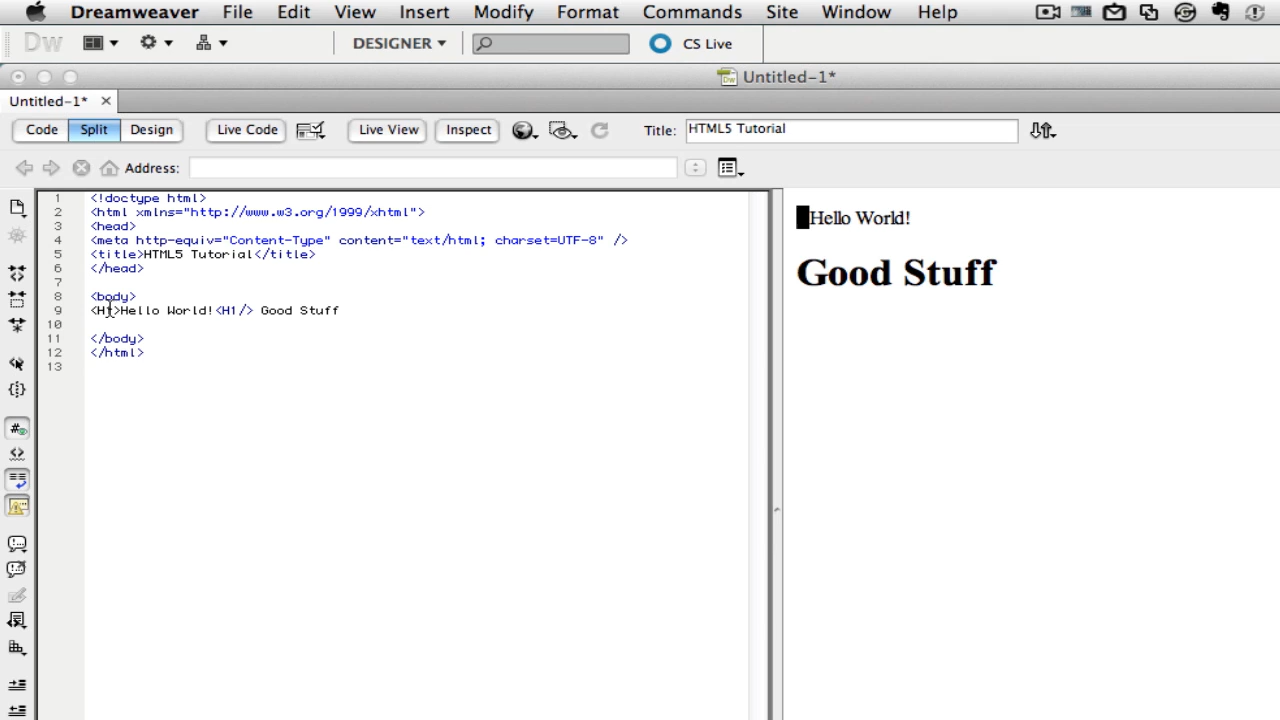 Dreamweaver File Edit View Insert Modify Format Commands Site Window Help
Dw DESIGNER CS Live
Untitled-1*
Untitled-1*
Code Split Design Live Code Live View Inspect Title: HTML5 Tutorial
Address:
1 <!doctype html>
2 <html xmlns="http://www.w3.org/1999/xhtml">
3 <head>
4 <meta http-equiv="Content-Type" content="text/html; charset=UTF-8" />
5 <title>HTML5 Tutorial</title>
6 </head>
7
8 <body>
9 <H1>Hello World!<H1/> Good Stuff
10
11 </body>
12 </html>
13
Hello World!
Good Stuff